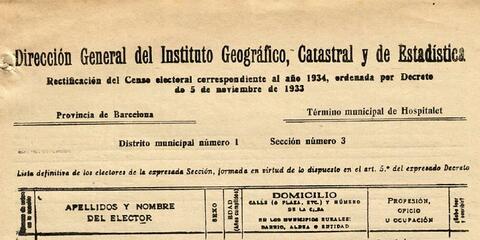 Dirección General del Instituto Geográfico, Catastral y de Estadística
Rectificación del Censo electoral correspondiente al año 1934, ordenada por Decreto
de 5 de noviembre de 1933
Provincia de Barcelona
Término municipal de Hospitalet
Distrito municipal número 1 Sección número 3
Lista definitiva de los electores de la expresada Sección, formada en virtud de lo dispuesto en el art. 5.º del expresado Decreto
APELLIDOS Y NOMBRE
DEL ELECTOR
SEXO
EDAD
(Años cumplidos)
DOMICILIO
CALLE (O PLAZA, ETC.) Y NÚMERO
DE LA CASA
EN LOS MUNICIPIOS RURALES:
BARRIO, ALDEA O ENTIDAD
PROFESIÓN,
OFICIO
U OCUPACIÓN